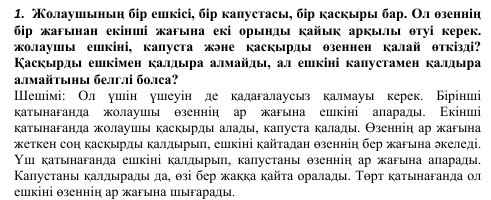 1. Жолаушының бір ешкісі, бір капустасы, бір қасқыры бар. Ол өзеннің
бір жағынан екінші жағына екі орынды қайық арқылы өтуі керек.
жолаушы ешкіні, капуста және қасқырды өзеннен қалай өткізді?
Қасқырды ешкімен қалдыра алмайды, ал ешкіні капустамен қалдыра
алмайтыны белглі болса?
Шешімі: Ол үшін үшеуін де қадағалаусыз қалмауы керек. Бірінші
қатынағанда жолаушы өзеннің ар жағына ешкіні апарады. Екінші
қатынағанда жолаушы қасқырды алады, капуста қалады. Өзеннің ар жағына
жеткен соң қасқырды қалдырып, ешкіні қайтадан өзеннің бер жағына әкеледі.
Үш қатынағанда ешкіні қалдырып, капустаны өзеннің ар жағына апарады.
Капустаны қалдырады да, өзі бер жаққа қайта оралады. Төрт қатынағанда ол
ешкіні өзеннің ар жағына шығарады.